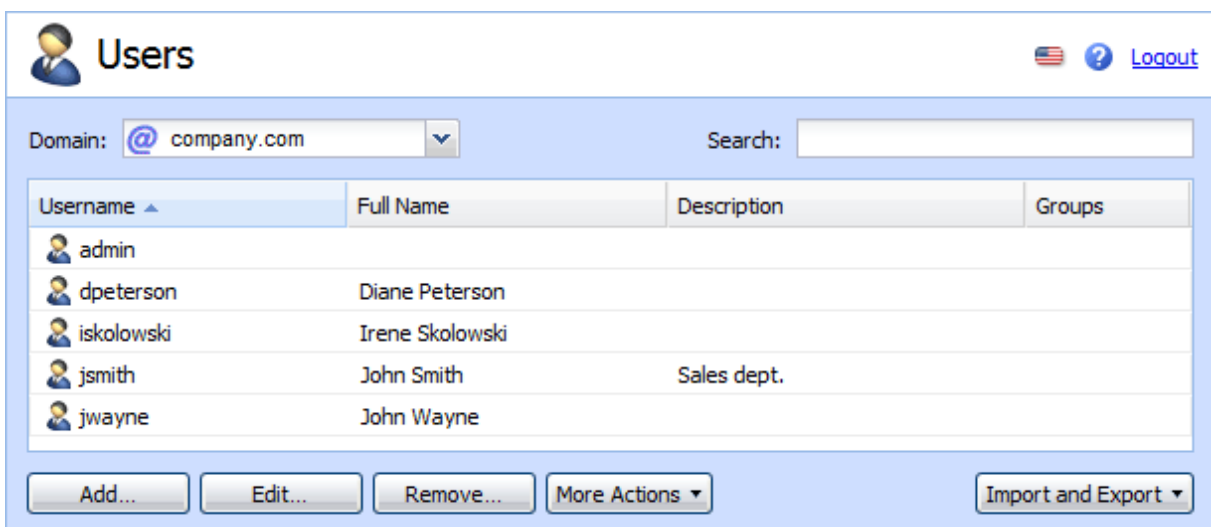 Users
Logout
Domain: @ company.com Search:
Username Full Name Description Groups
admin
dpeterson Diane Peterson
iskolowski Irene Skolowski
jsmith John Smith Sales dept.
jwayne John Wayne
Add... Edit... Remove... More Actions Import and Export